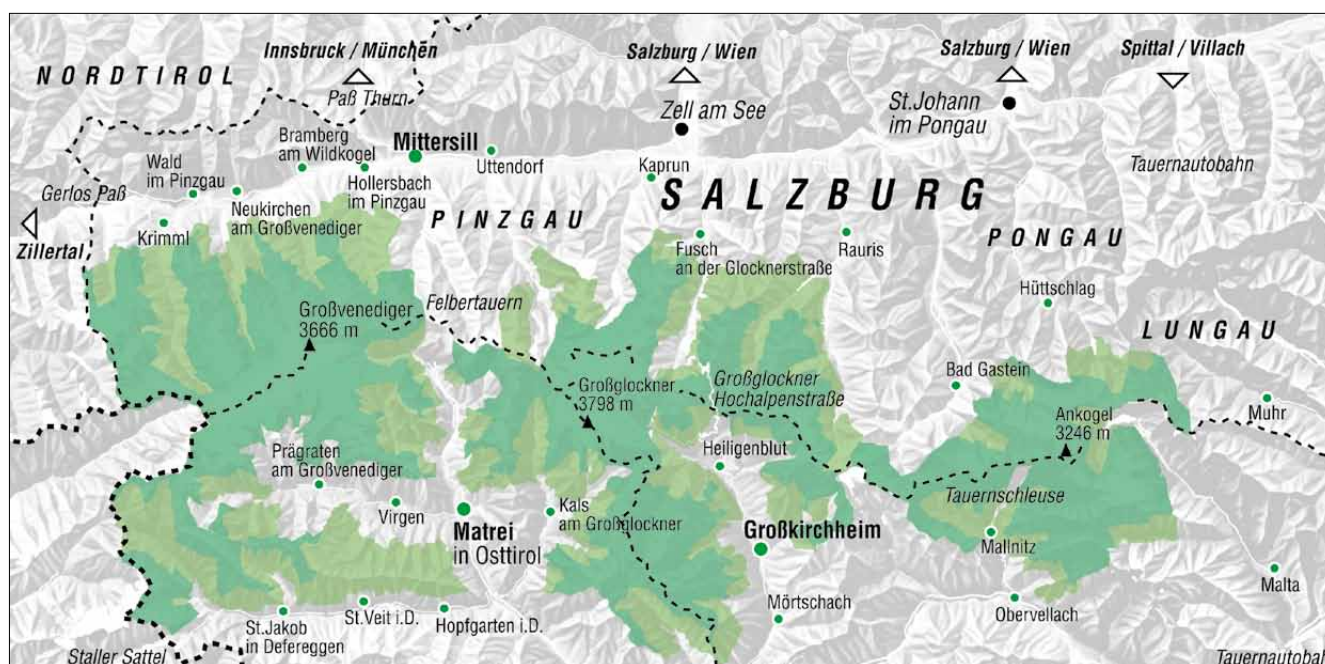 Innsbruck / München
Salzburg / Wien
Salzburg / Wien
Spittal / Villach
NORDTIROL
Paß Thurn
Zell am See
St.Johann
im Pongau
Bramberg
am Wildkogel
Mittersill
Uttendorf
Kaprun
Tauernautobahn
Wald
im Pinzgau
Hollersbach
im Pinzgau
Gerlos Paß
Neukirchen
am Großvenediger
SALZBURG
PINZGAU
Krimml
Zillertal
Fusch
an der Glocknerstraße
Rauris
PONGAU
Hüttschlag
Großvenediger
3666 m
Felbertauern
LUNGAU
Großglockner
3798 m
Großglockner
Hochalpenstraße
Bad Gastein
Ankogel
3246 m
Muhr
Prägraten
am Großvenediger
Heiligenblut
Tauernschleuse
Virgen
Matrei
in Osttirol
Kals
am Großglockner
Großkirchheim
Mallnitz
Malta
St.Jakob
in Defereggen
St.Veit i.D.
Hopfgarten i.D.
Mörtschach
Obervellach
Staller Sattel
Tauernautobah